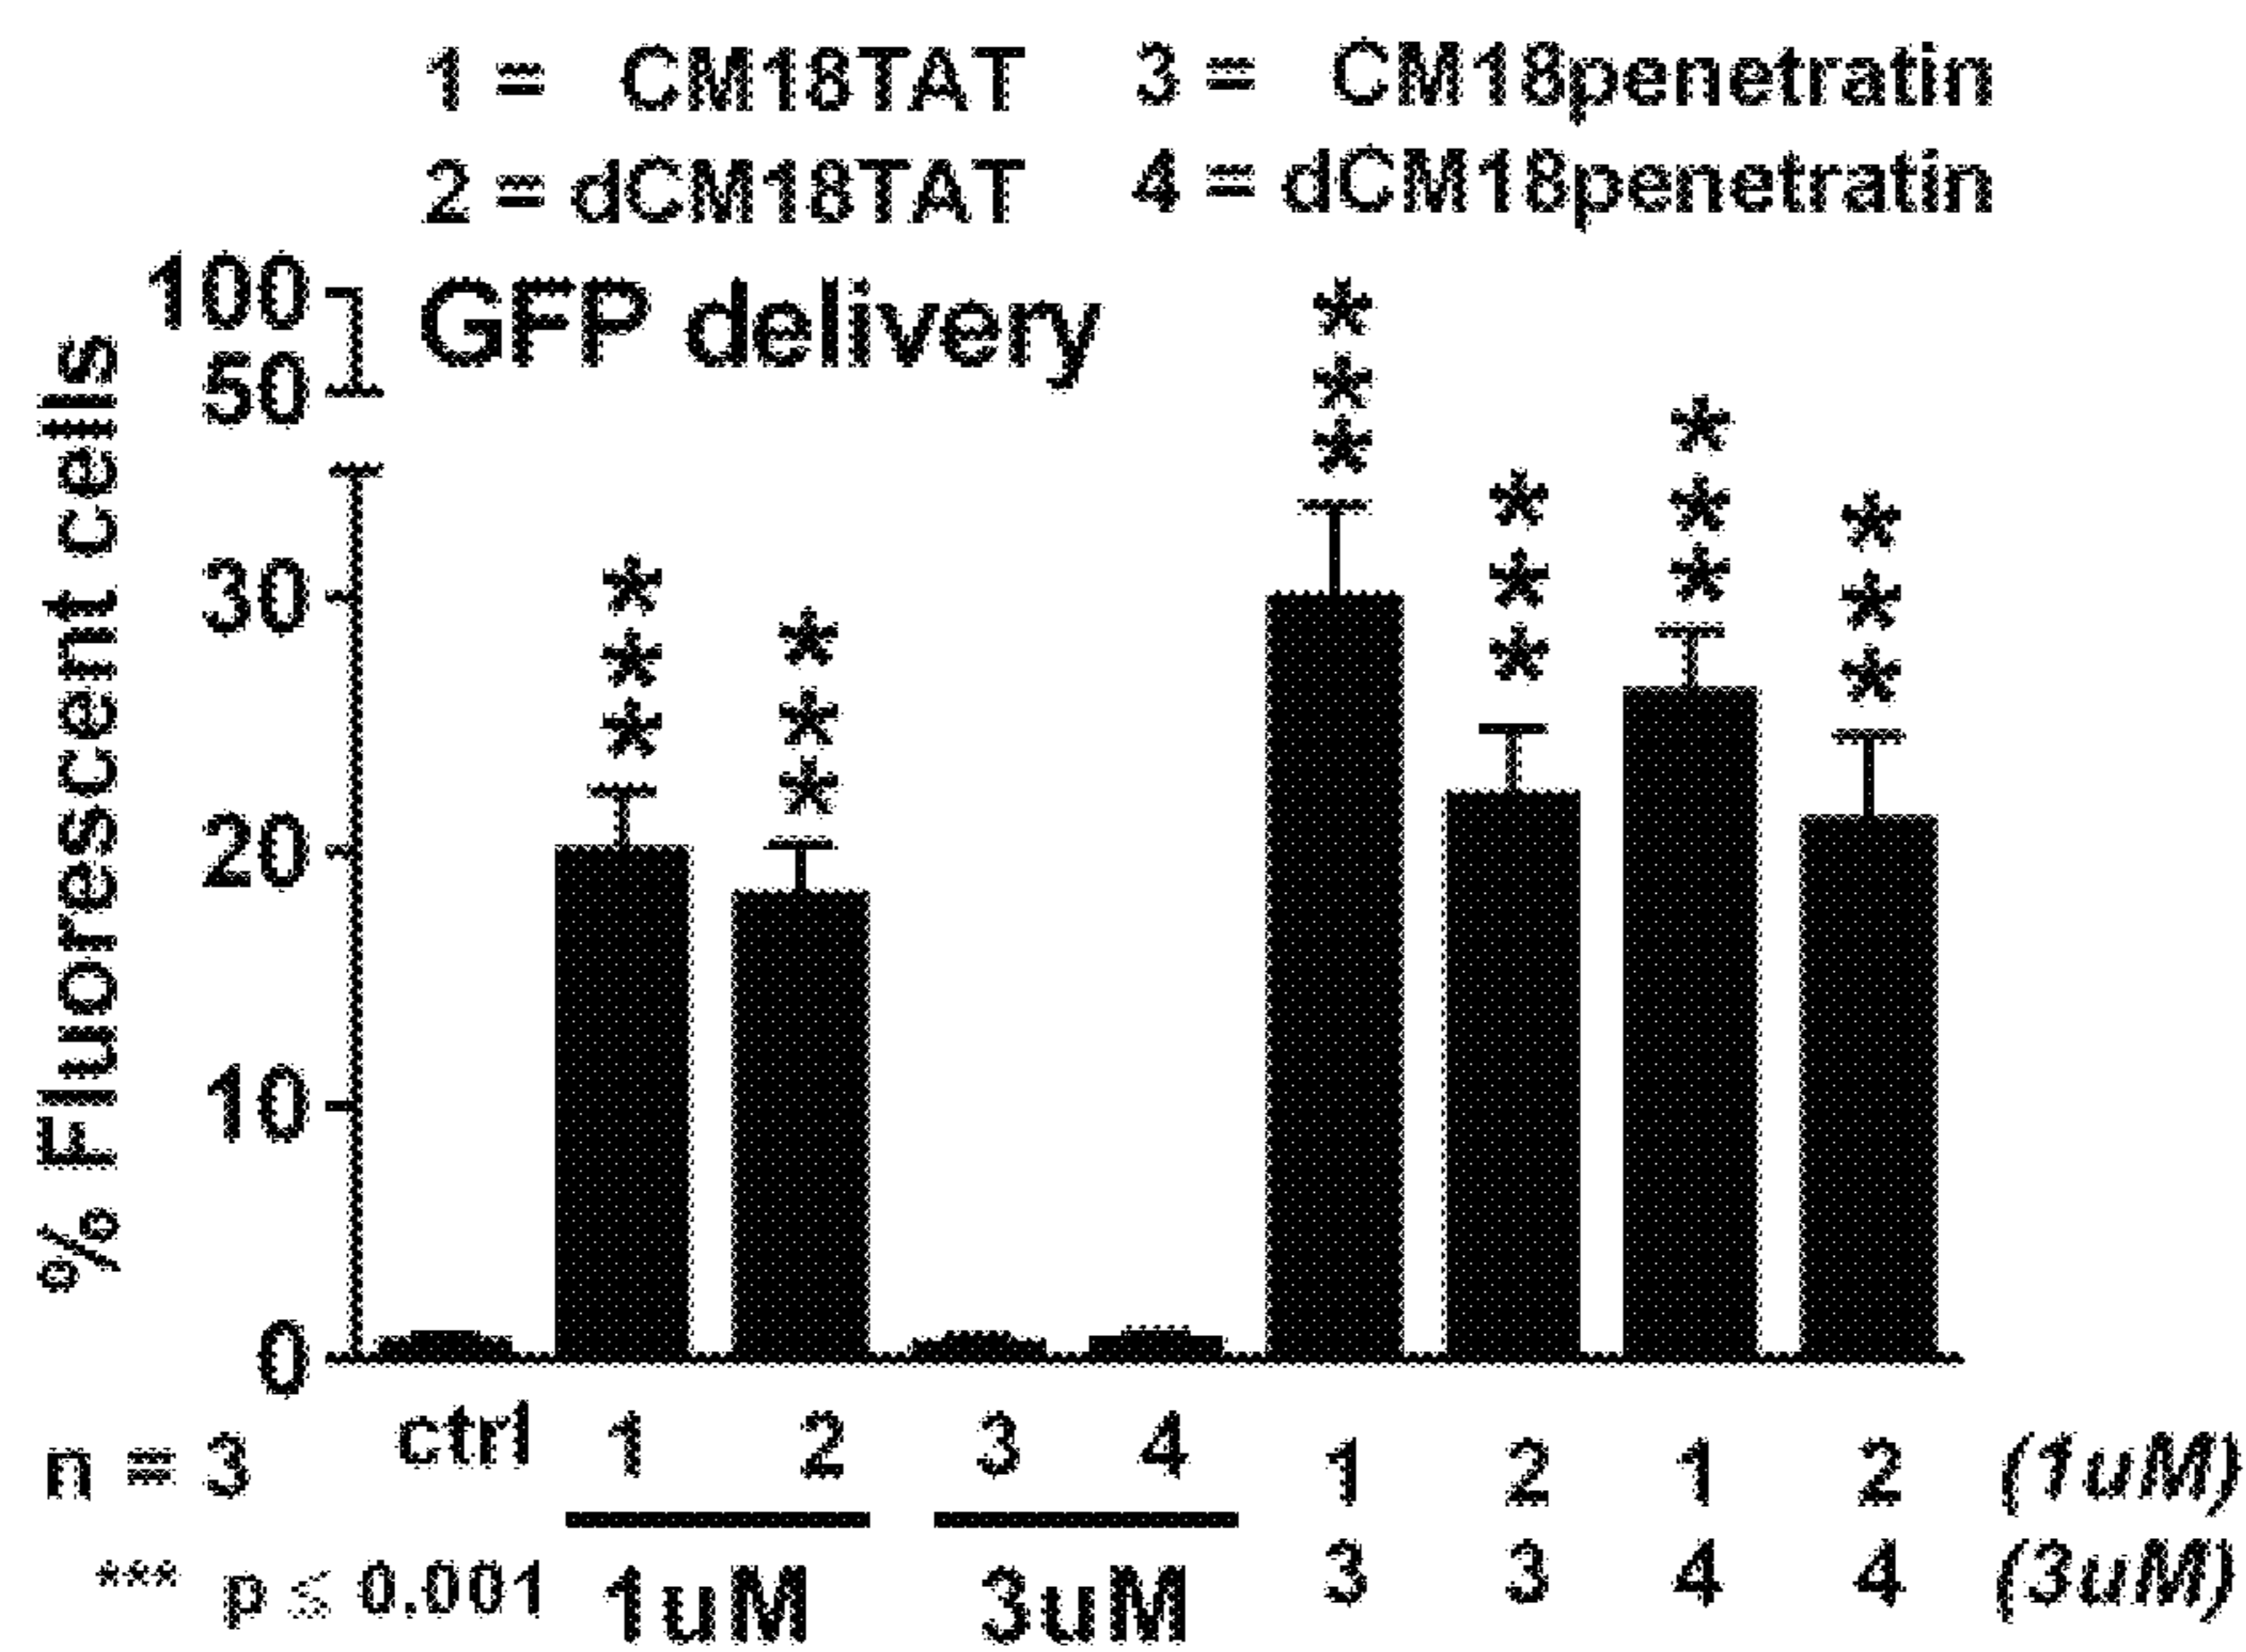 1 = CM18TAT 3 = CM18penetratin
2 = dCM18TAT 4 = dCM18penetratin
GFP delivery
% Fluorescent cells
100
50
30
20
10
0
***
***
***
***
***
***
ctrl 1 2 3 4 1 2 1 2 (1uM)
n = 3
3 3 4 4 (3uM)
*** p ≤ 0.001
1uM 3uM